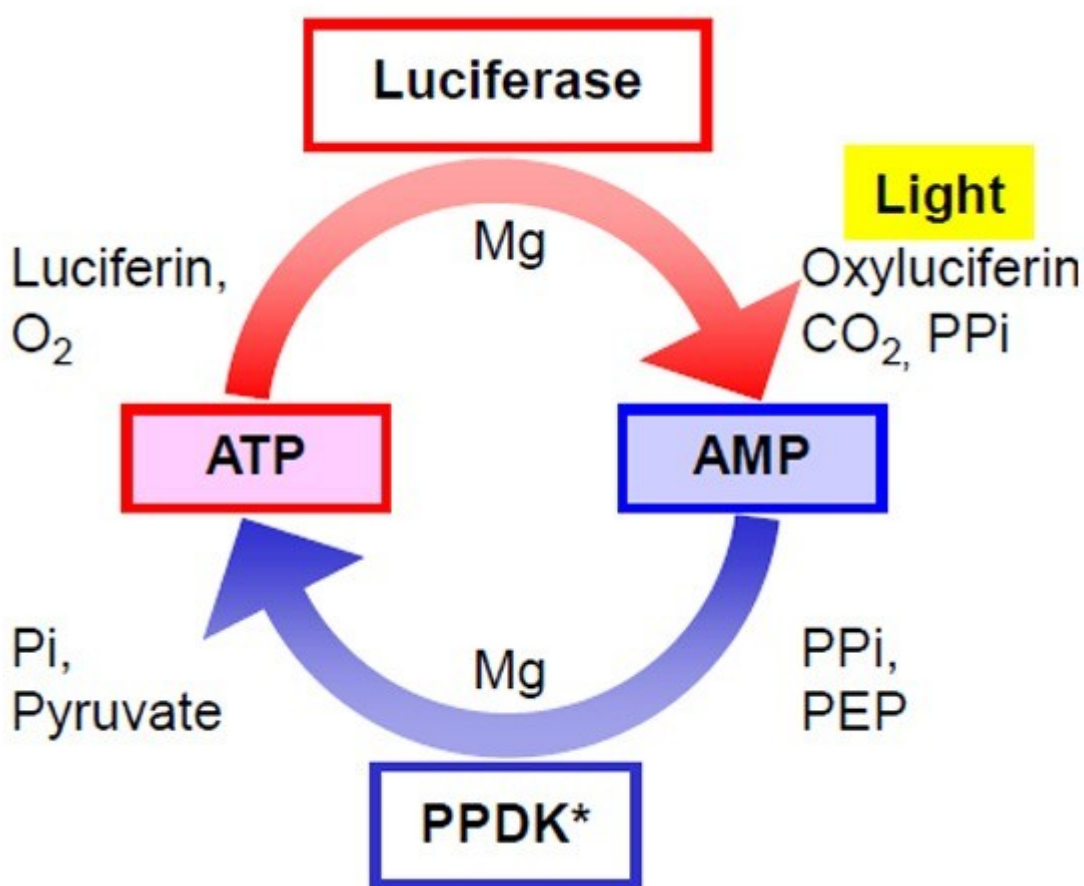 Luciferase
Light
Mg
Luciferin,
O₂
Oxyluciferin
CO₂, PPi
ATP
AMP
Pi,
Pyruvate
Mg
PPi,
PEP
PPDK*